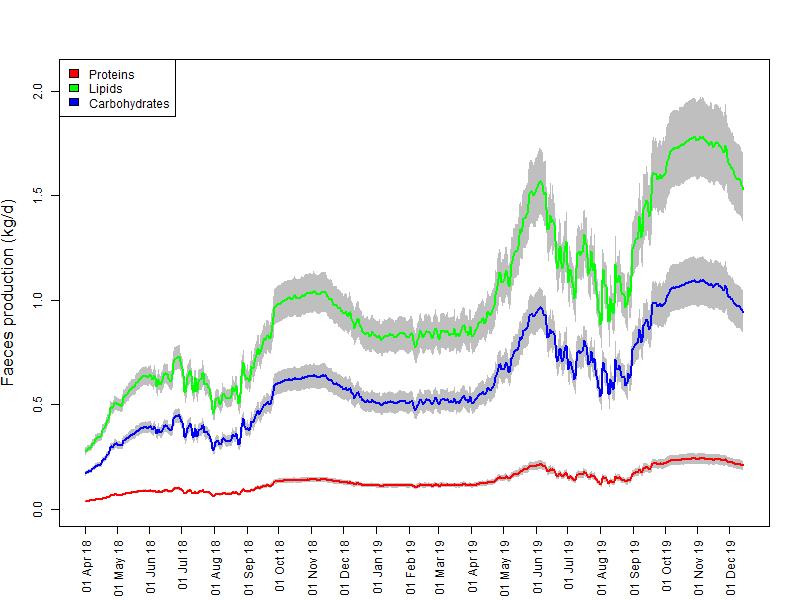 Proteins
Lipids
Carbohydrates
Faeces production (kg/d)
2.0
1.5
1.0
0.5
0.0
01 Apr 18
01 May 18
01 Jun 18
01 Jul 18
01 Aug 18
01 Sep 18
01 Oct 18
01 Nov 18
01 Dec 18
01 Jan 19
01 Feb 19
01 Mar 19
01 Apr 19
01 May 19
01 Jun 19
01 Jul 19
01 Aug 19
01 Sep 19
01 Oct 19
01 Nov 19
01 Dec 19